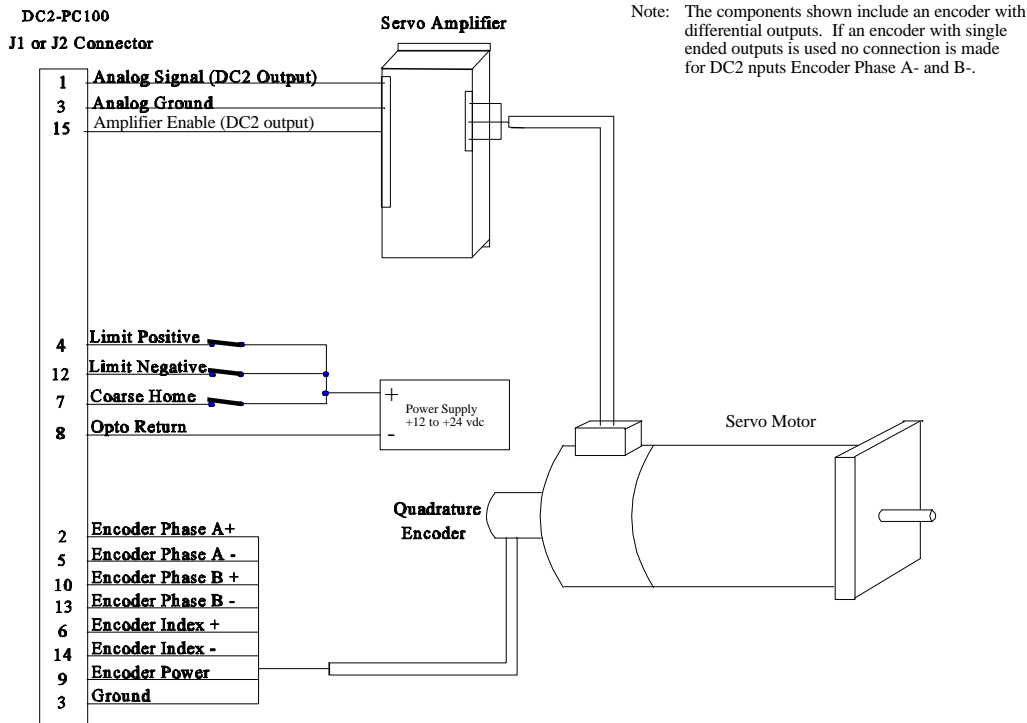 DC2-PC100
J1 or J2 Connector
Servo Amplifier
Note: The components shown include an encoder with
differential outputs. If an encoder with single
ended outputs is used no connection is made
for DC2 nputs Encoder Phase A- and B-.
1 Analog Signal (DC2 Output)
3 Analog Ground
15 Amplifier Enable (DC2 output)
4 Limit Positive
12 Limit Negative
7 Coarse Home
8 Opto Return
+
Power Supply
+12 to +24 vdc
-
Servo Motor
Quadrature
Encoder
2 Encoder Phase A+
5 Encoder Phase A -
10 Encoder Phase B +
13 Encoder Phase B -
6 Encoder Index +
14 Encoder Index -
9 Encoder Power
3 Ground